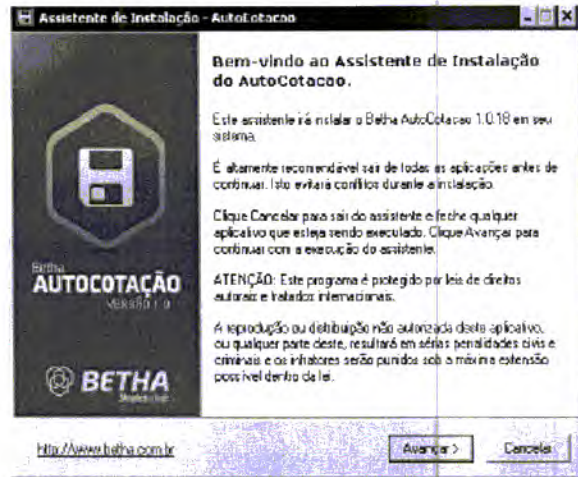 Assistente de Instalação - AutoCotacao
Bem-vindo ao Assistente de Instalação
do AutoCotacao.
Este assistente irá instalar o Betha AutoCotacao 1.0.18 em seu
sistema.
É altamente recomendável sair de todas as aplicações antes de
continuar. Isto evitará conflitos durante a instalação.
Clique Cancelar para sair do assistente e feche qualquer
aplicativo que esteja sendo executado. Clique Avançar para
continuar com a execução do assistente.
ATENÇÃO: Este programa é protegido por leis de direitos
autorais e tratados internacionais.
A reprodução ou distribuição não autorizada deste aplicativo,
ou qualquer parte deste, resultará em sérias penalidades civis e
criminais e os infratores serão punidos sob a máxima extensão
possível dentro da lei.
Betha
AUTOCOTAÇÃO
VERSÃO 1.0
BETHA
http://www.betha.com.br
Avançar >
Cancelar